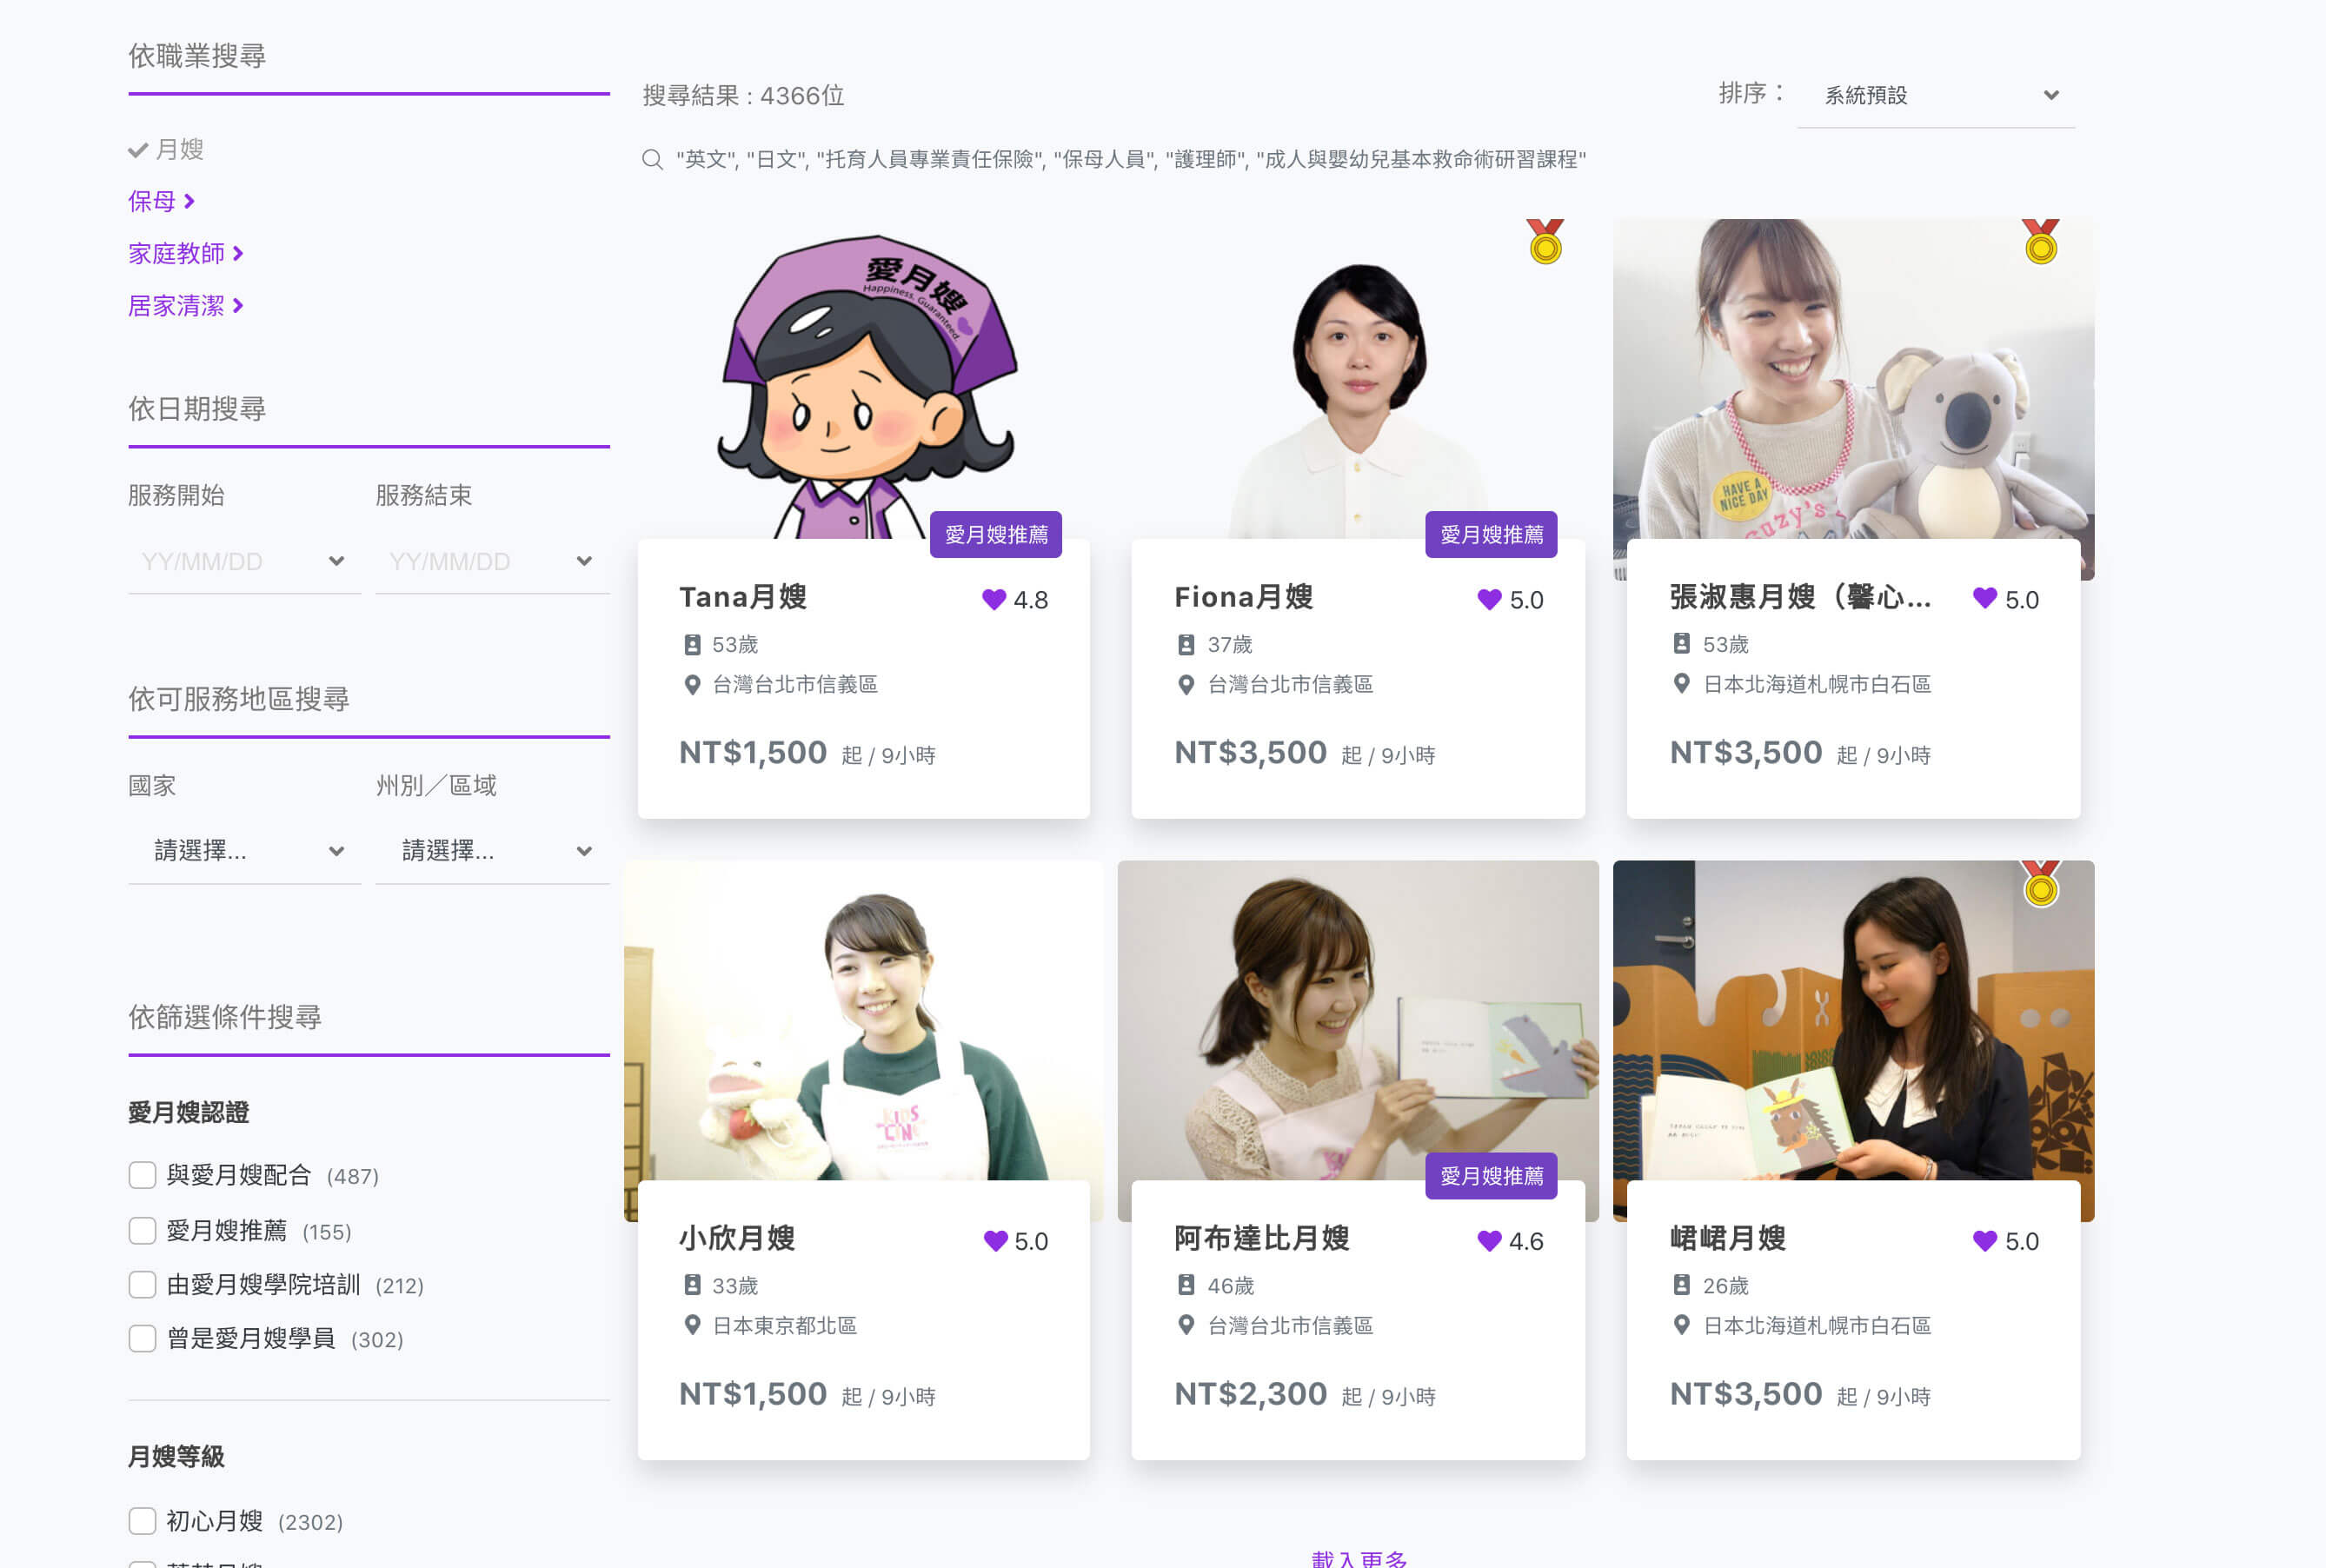 依職業搜尋
月嫂
保母
家庭教師
居家清潔
依日期搜尋
服務開始 服務結束
YY/MM/DD YY/MM/DD
依可服務地區搜尋
國家 州別／區域
請選擇... 請選擇...
依篩選條件搜尋
愛月嫂認證
與愛月嫂配合 (487)
愛月嫂推薦 (155)
由愛月嫂學院培訓 (212)
曾是愛月嫂學員 (302)
月嫂等級
初心月嫂 (2302)
搜尋結果 : 4366位
排序：
系統預設
"英文", "日文", "托育人員專業責任保險", "保母人員", "護理師", "成人與嬰幼兒基本救命術研習課程"
愛月嫂
Happiness, Guaranteed.
愛月嫂推薦
Tana月嫂 4.8
53歲
台灣台北市信義區
NT$1,500 起 / 9小時
愛月嫂推薦
Fiona月嫂 5.0
37歲
台灣台北市信義區
NT$3,500 起 / 9小時
HAVE A
NICE DAY
張淑惠月嫂（馨心... 5.0
53歲
日本北海道札幌市白石區
NT$3,500 起 / 9小時
KIDS
LINE
小欣月嫂 5.0
33歲
日本東京都北區
NT$1,500 起 / 9小時
愛月嫂推薦
阿布達比月嫂 4.6
46歲
台灣台北市信義區
NT$2,300 起 / 9小時
峮峮月嫂 5.0
26歲
日本北海道札幌市白石區
NT$3,500 起 / 9小時
載入更多